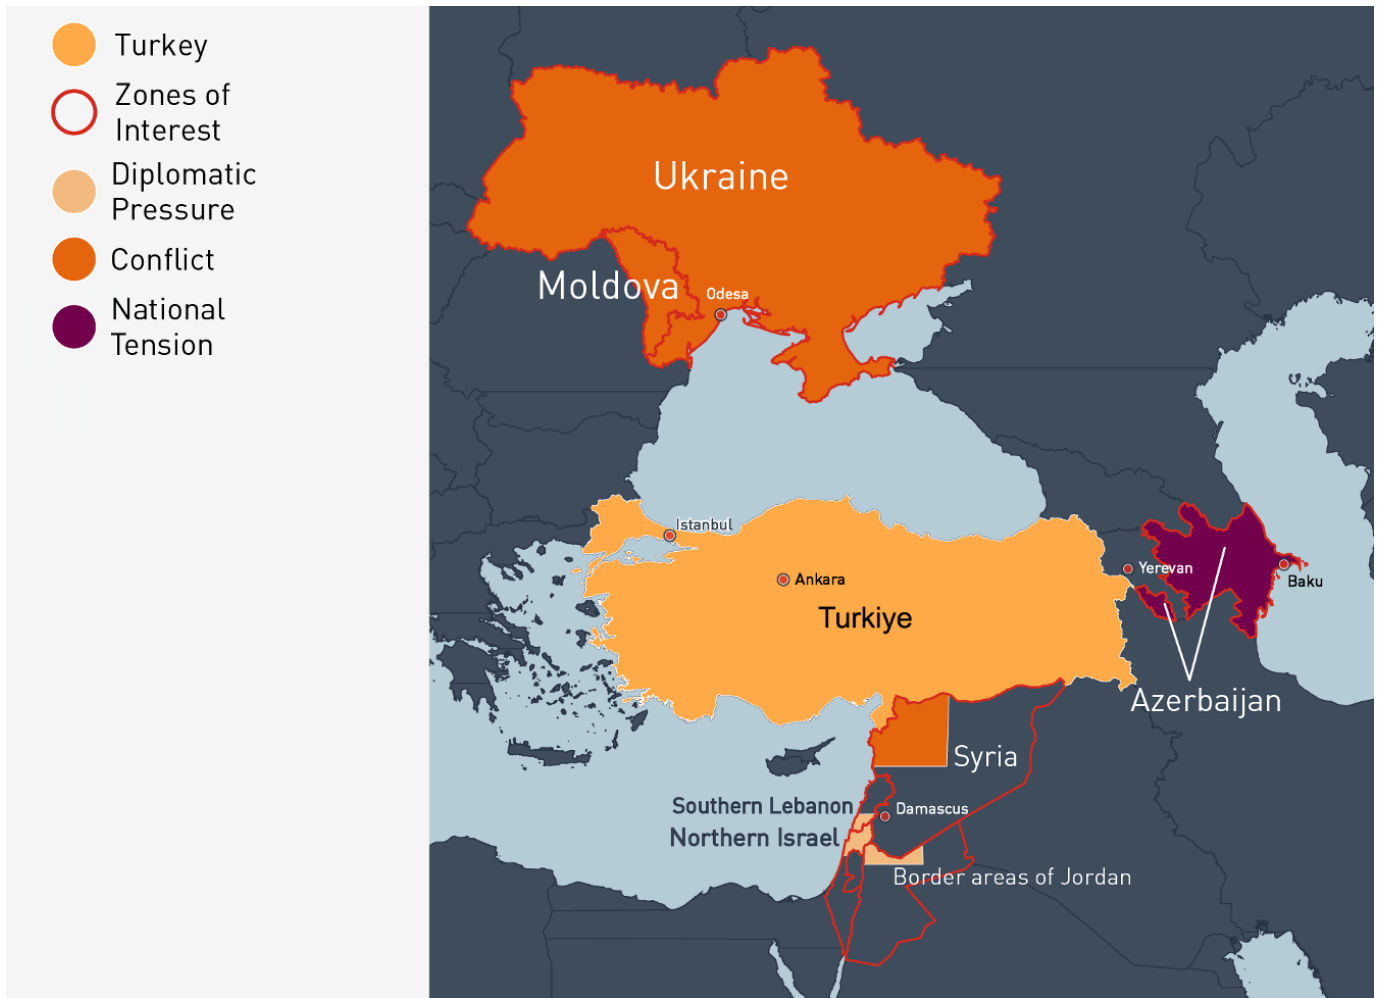 Turkey
Zones of
Interest
Diplomatic
Pressure
Conflict
National
Tension
Ukraine
Moldova
Odesa
Istanbul
Ankara
Turkiye
Yerevan
Baku
Azerbaijan
Syria
Southern Lebanon
Damascus
Northern Israel
Border areas of Jordan